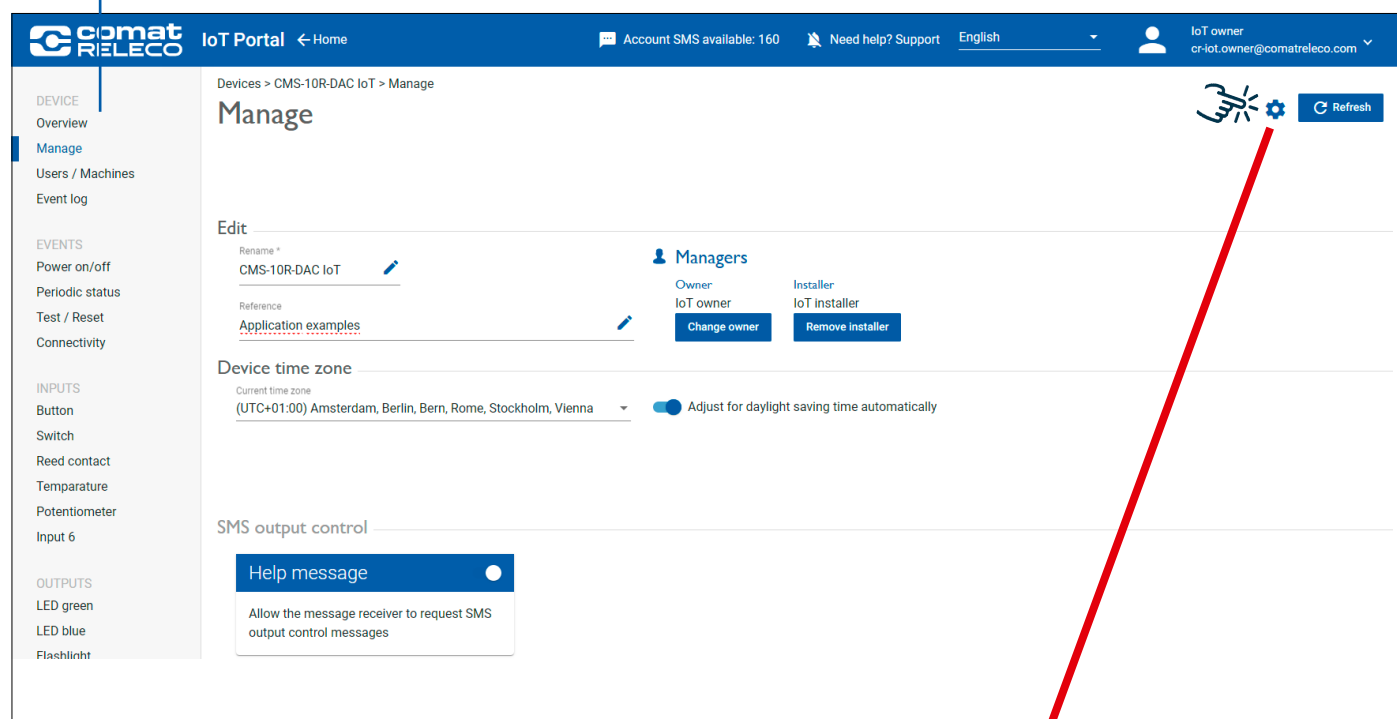 comat
RELECO
IoT Portal ← Home
Account SMS available: 160
Need help? Support
English
IoT owner
cr-iot.owner@comatreleco.com
DEVICE
Overview
Manage
Users / Machines
Event log
EVENTS
Power on/off
Periodic status
Test / Reset
Connectivity
INPUTS
Button
Switch
Reed contact
Temparature
Potentiometer
Input 6
OUTPUTS
LED green
LED blue
Flashlight
Devices > CMS-10R-DAC IoT > Manage
Manage
Refresh
Edit
Rename *
CMS-10R-DAC IoT
Reference
Application examples
Managers
Owner
IoT owner
Change owner
Installer
IoT installer
Remove installer
Device time zone
Current time zone
(UTC+01:00) Amsterdam, Berlin, Bern, Rome, Stockholm, Vienna
Adjust for daylight saving time automatically
SMS output control
Help message
Allow the message receiver to request SMS
output control messages